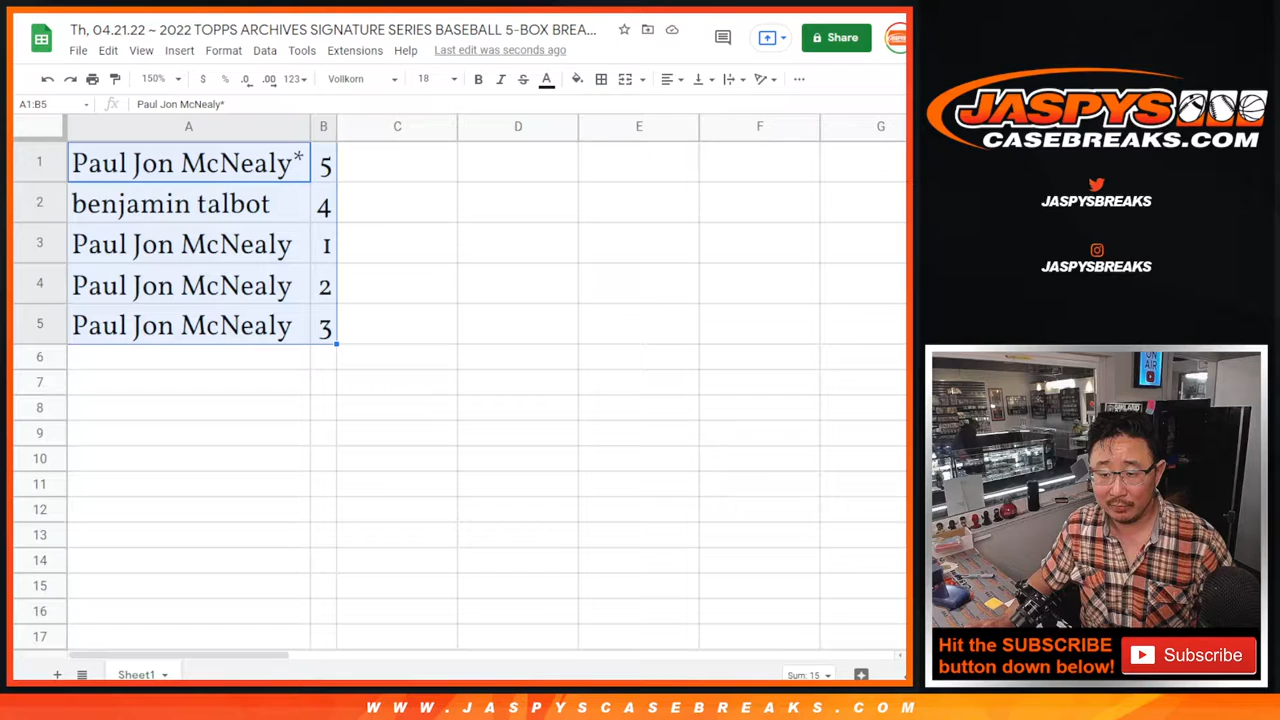 Th, 04.21.22 ~ 2022 TOPPS ARCHIVES SIGNATURE SERIES BASEBALL 5-BOX BREA...
File Edit View Insert Format Data Tools Extensions Help Last edit was seconds ago
Share
150% $ % .0 .00 123 Vollkorn 18 B I S A
A1:B5 fx Paul Jon McNealy*
A B C D E F G
1 Paul Jon McNealy* 5
2 benjamin talbot 4
3 Paul Jon McNealy 1
4 Paul Jon McNealy 2
5 Paul Jon McNealy 3
6
7
8
9
10
11
12
13
14
15
16
17
Sheet1
Sum: 15
JASPYS
CASEBREAKS.COM
JASPYSBREAKS
JASPYSBREAKS
ON
AIR
Hit the SUBSCRIBE
button down below!
Subscribe
WWW.JASPYSCASEBREAKS.COM